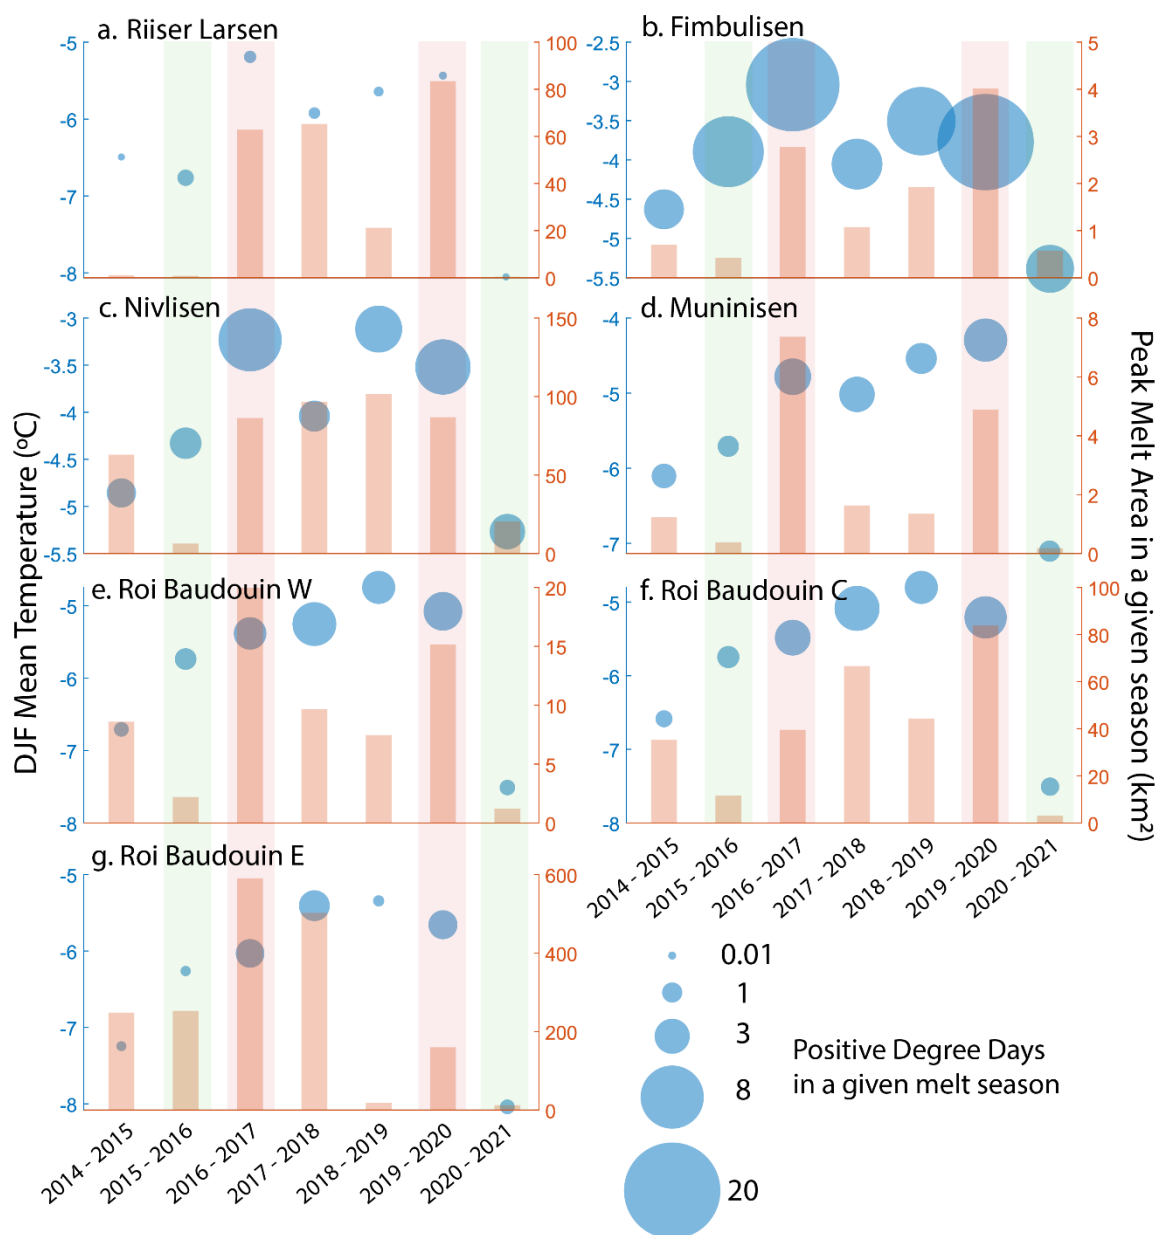 a. Riiser Larsen
-5
-6
-7
-8
100
80
60
40
20
0
b. Fimbulisen
-2.5
-3
-3.5
-4
-4.5
-5
-5.5
5
4
3
2
1
0
c. Nivlisen
-3
-3.5
-4
-4.5
-5
-5.5
150
100
50
0
d. Muninisen
-4
-5
-6
-7
8
6
4
2
0
DJF Mean Temperature (oC)
Peak Melt Area in a given season (km²)
e. Roi Baudouin W
-5
-6
-7
-8
20
15
10
5
0
f. Roi Baudouin C
-5
-6
-7
-8
100
80
60
40
20
0
2014 - 2015
2015 - 2016
2016 - 2017
2017 - 2018
2018 - 2019
2019 - 2020
2020 - 2021
g. Roi Baudouin E
-5
-6
-7
-8
600
400
200
0
2014 - 2015
2015 - 2016
2016 - 2017
2017 - 2018
2018 - 2019
2019 - 2020
2020 - 2021
0.01
1
3
8
20
Positive Degree Days
in a given melt season